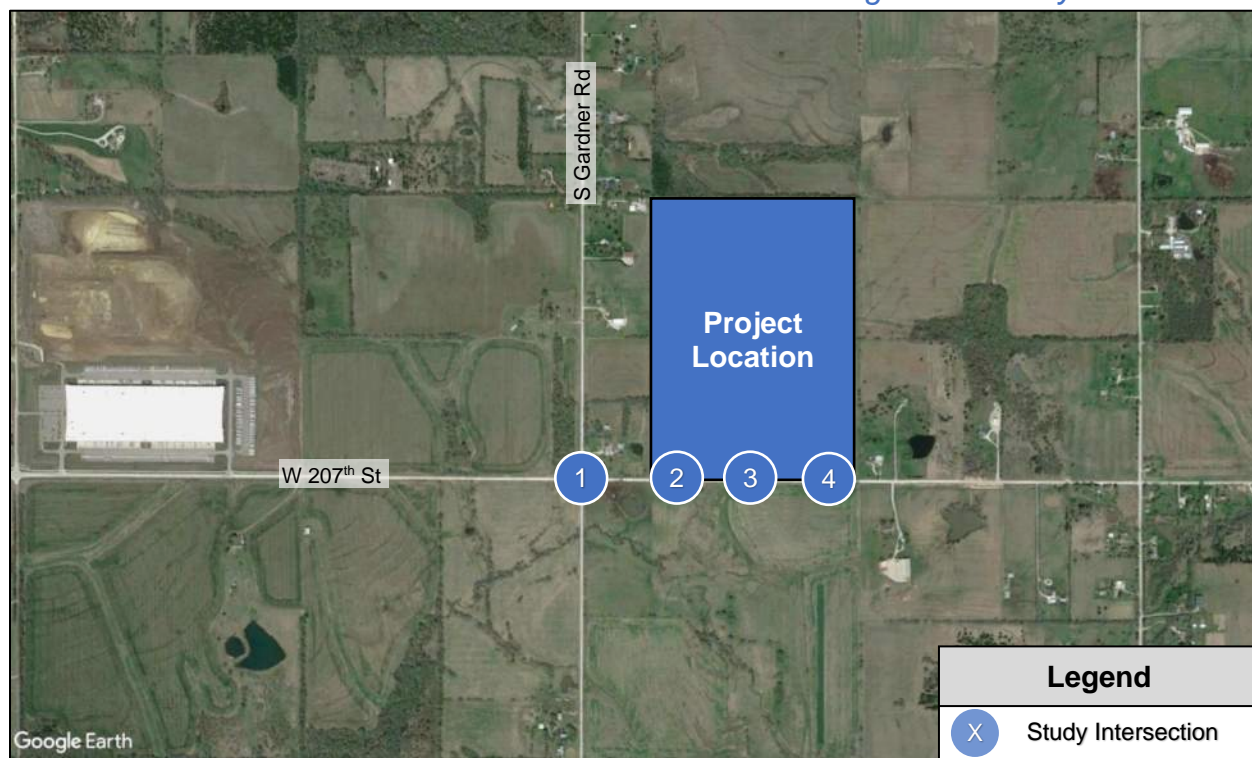 S Gardner Rd
Project
Location
W 207th St
1
2
3
4
Legend
X Study Intersection
Google Earth